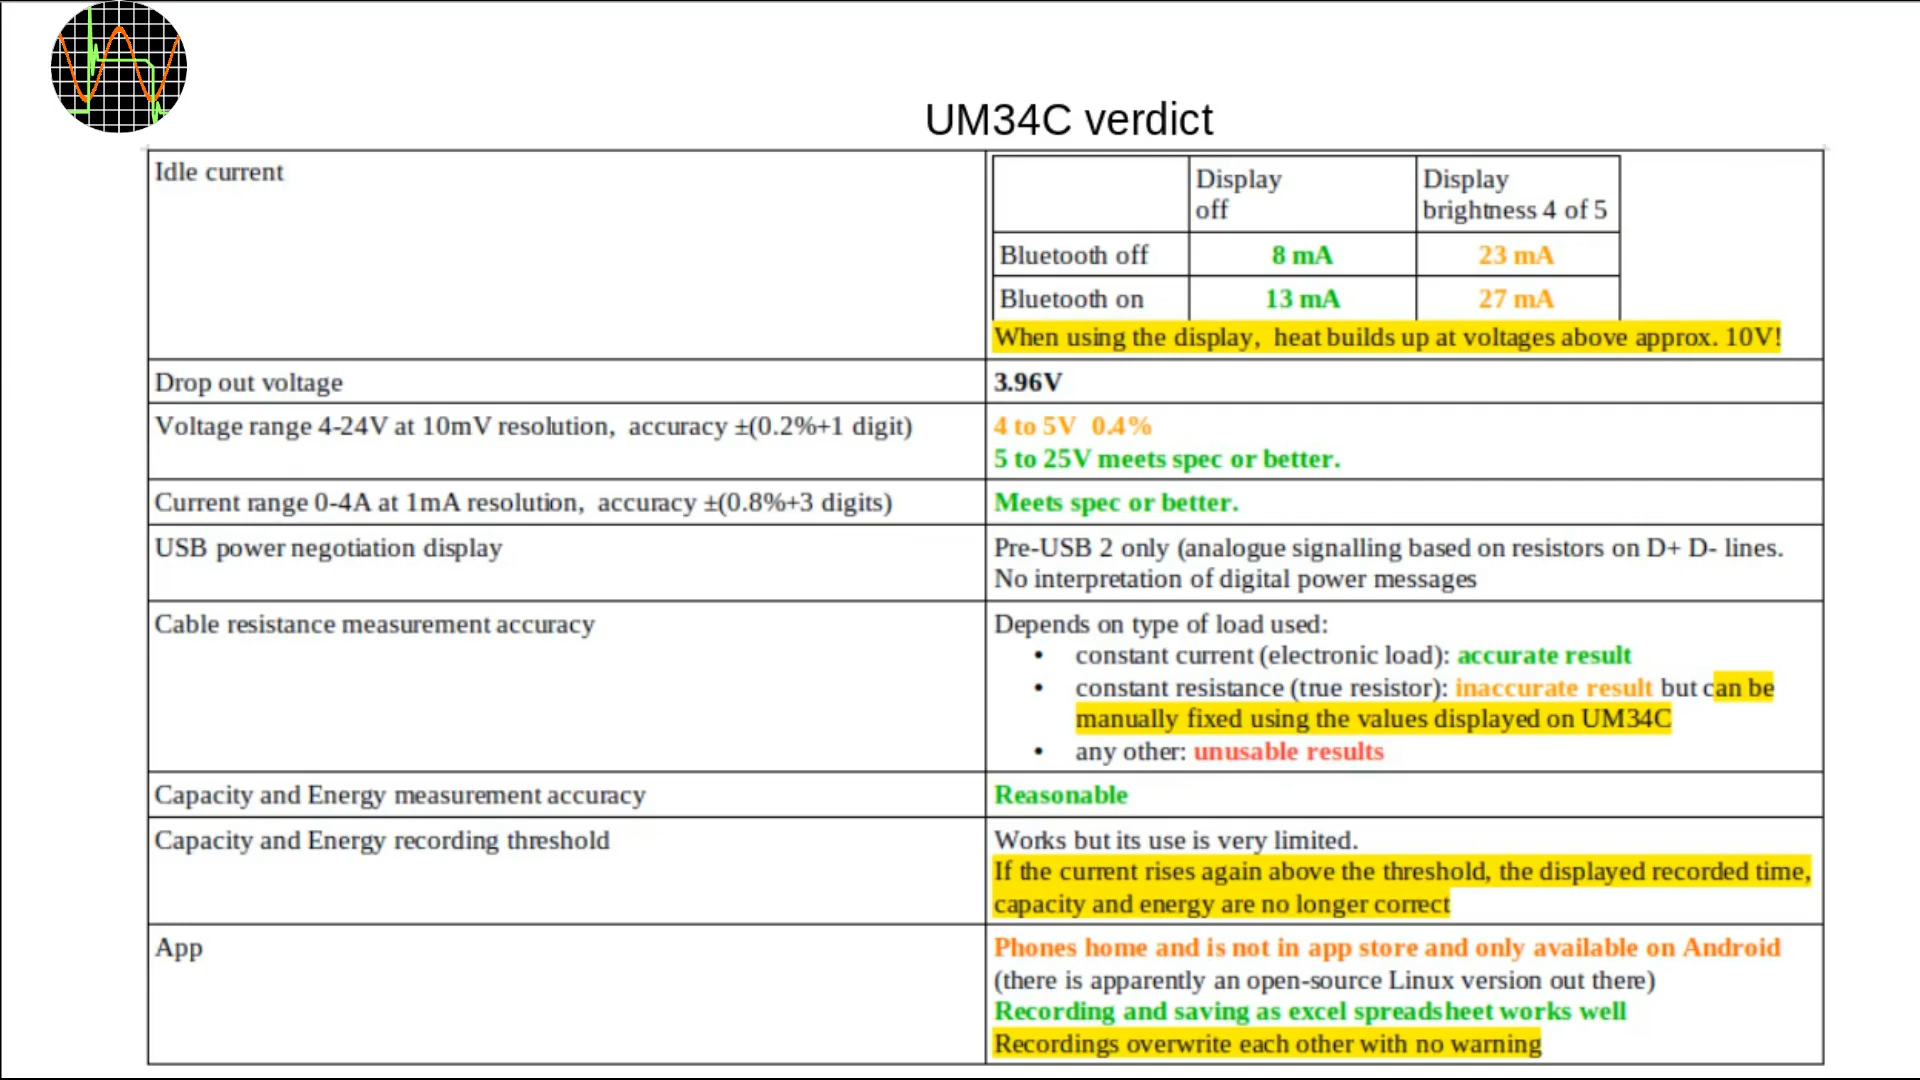 UM34C verdict
Idle current
Display
off
Display
brightness 4 of 5
Bluetooth off
8 mA
23 mA
Bluetooth on
13 mA
27 mA
When using the display, heat builds up at voltages above approx. 10V!
Drop out voltage
3.96V
Voltage range 4-24V at 10mV resolution, accuracy ±(0.2%+1 digit)
4 to 5V 0.4%
5 to 25V meets spec or better.
Current range 0-4A at 1mA resolution, accuracy ±(0.8%+3 digits)
Meets spec or better.
USB power negotiation display
Pre-USB 2 only (analogue signalling based on resistors on D+ D- lines.
No interpretation of digital power messages
Cable resistance measurement accuracy
Depends on type of load used:
• constant current (electronic load): accurate result
• constant resistance (true resistor): inaccurate result but can be
manually fixed using the values displayed on UM34C
• any other: unusable results
Capacity and Energy measurement accuracy
Reasonable
Capacity and Energy recording threshold
Works but its use is very limited.
If the current rises again above the threshold, the displayed recorded time,
capacity and energy are no longer correct
App
Phones home and is not in app store and only available on Android
(there is apparently an open-source Linux version out there)
Recording and saving as excel spreadsheet works well
Recordings overwrite each other with no warning